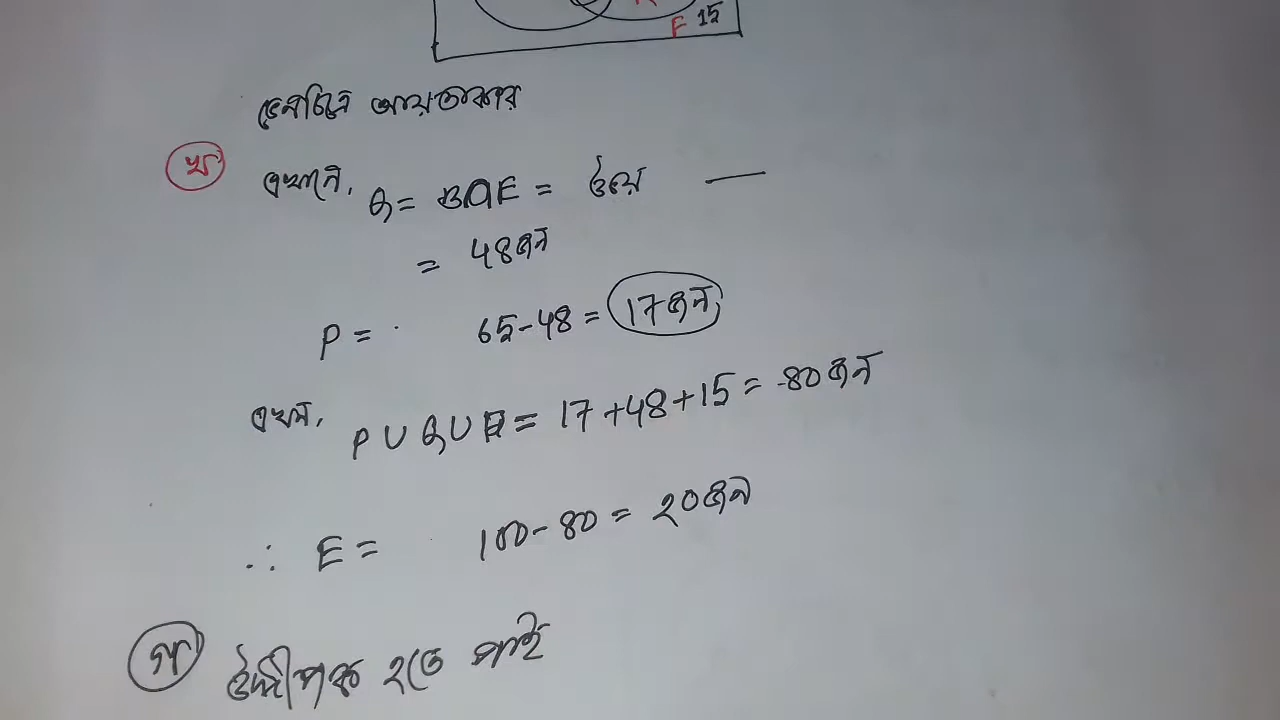 F 15
ভেনচিত্রে আয়তাকার
খ
এখানে, Q = B∩E = উভয়ে —
= 48 জন
P = 65-48 = 17 জন,
এখন, P ∪ Q ∪ R = 17+48+15 = 80 জন
∴ E = 100-80 = 20 জন
গ
উদ্দীপক হতে পাই